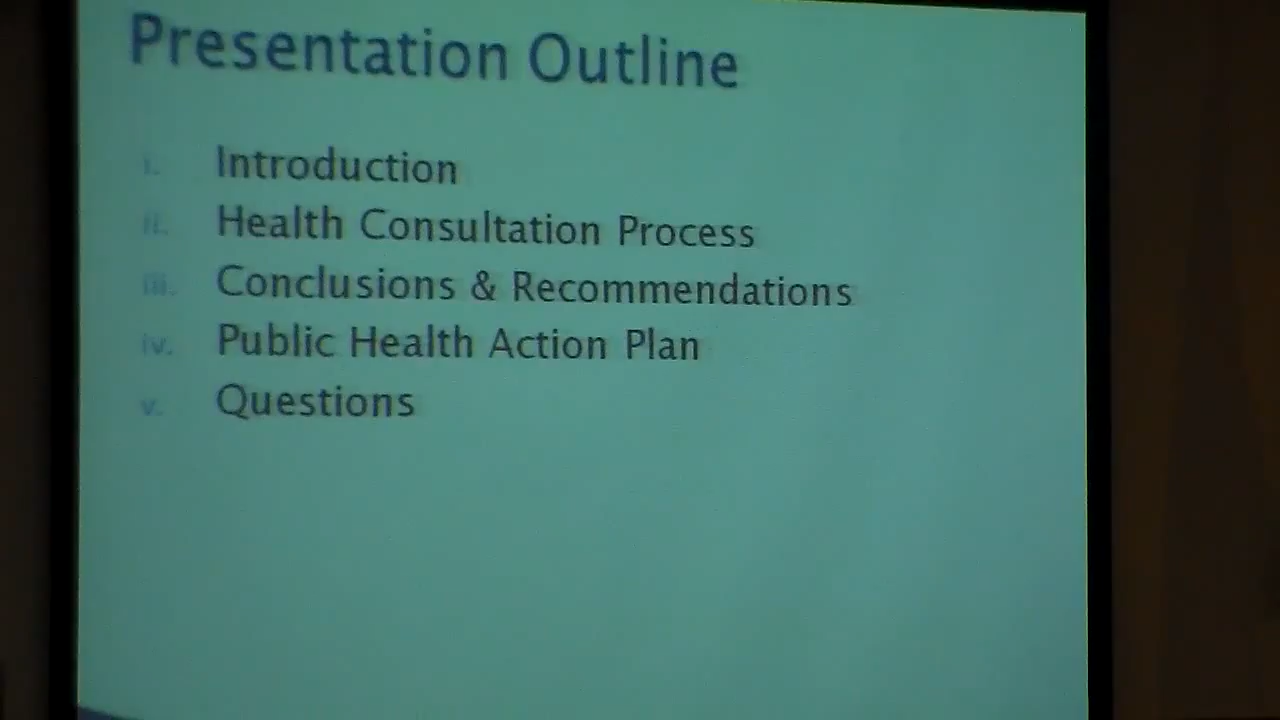 Presentation Outline
i. Introduction
ii. Health Consultation Process
iii. Conclusions & Recommendations
iv. Public Health Action Plan
v. Questions